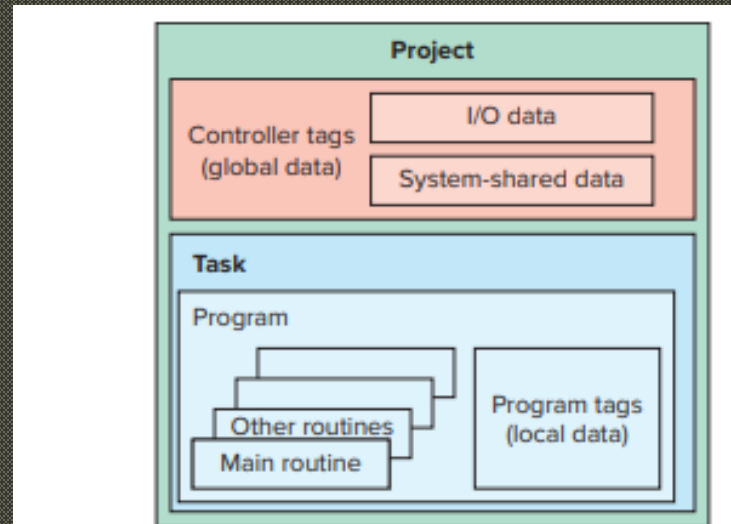 Project
Controller tags
(global data)
I/O data
System-shared data
Task
Program
Other routines
Main routine
Program tags
(local data)